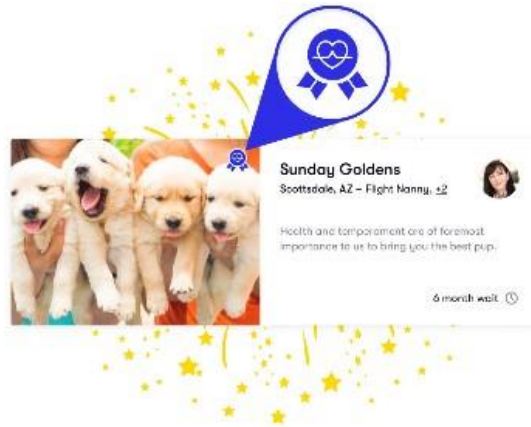 Sunday Goldens
Scottsdale, AZ – Flight Nanny, +2
Health and temperament are of foremost
importance to us to bring you the best pup.
6 month wait